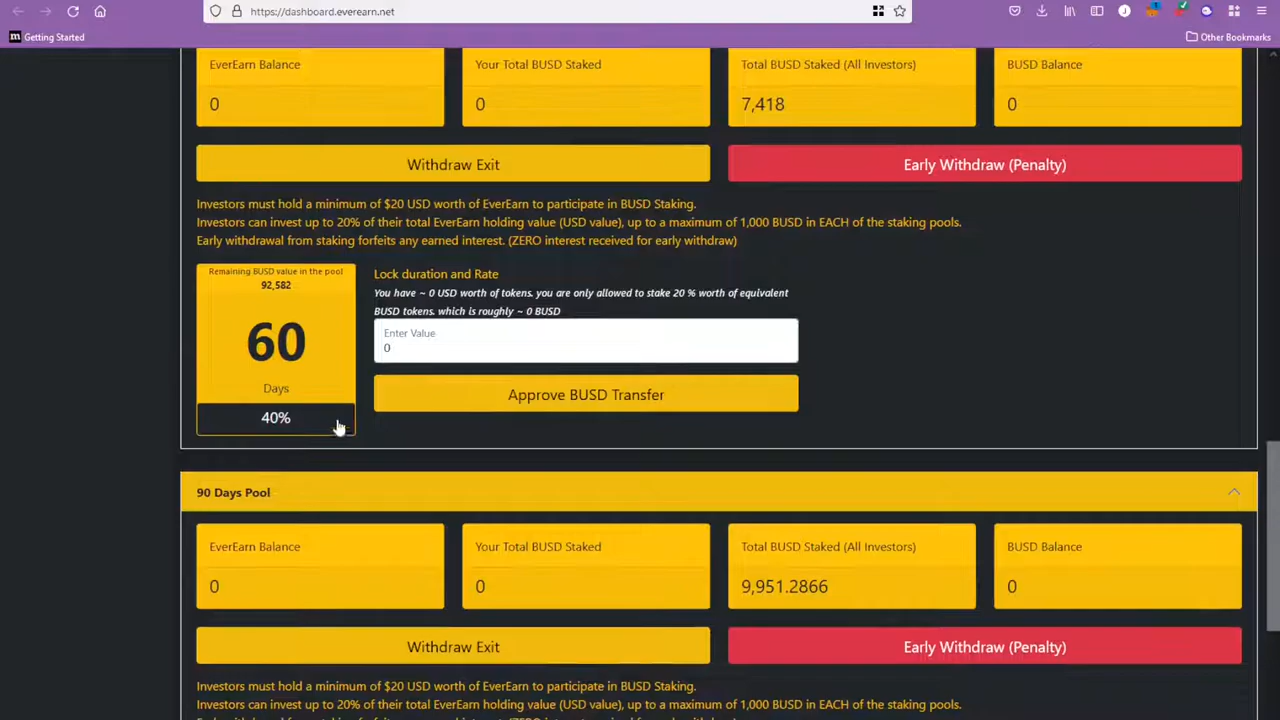 https://dashboard.everearn.net
Getting Started
Other Bookmarks
EverEarn Balance
Your Total BUSD Staked
Total BUSD Staked (All Investors)
BUSD Balance
0
0
7,418
0
Withdraw Exit
Early Withdraw (Penalty)
Investors must hold a minimum of $20 USD worth of EverEarn to participate in BUSD Staking.
Investors can invest up to 20% of their total EverEarn holding value (USD value), up to a maximum of 1,000 BUSD in EACH of the staking pools.
Early withdrawal from staking forfeits any earned interest. (ZERO interest received for early withdraw)
Remaining BUSD value in the pool
92,582
60
Days
40%
Lock duration and Rate
You have ~ 0 USD worth of tokens. you are only allowed to stake 20 % worth of equivalent
BUSD tokens. which is roughly ~ 0 BUSD
Enter Value
0
Approve BUSD Transfer
90 Days Pool
EverEarn Balance
Your Total BUSD Staked
Total BUSD Staked (All Investors)
BUSD Balance
0
0
9,951.2866
0
Withdraw Exit
Early Withdraw (Penalty)
Investors must hold a minimum of $20 USD worth of EverEarn to participate in BUSD Staking.
Investors can invest up to 20% of their total EverEarn holding value (USD value), up to a maximum of 1,000 BUSD in EACH of the staking pools.